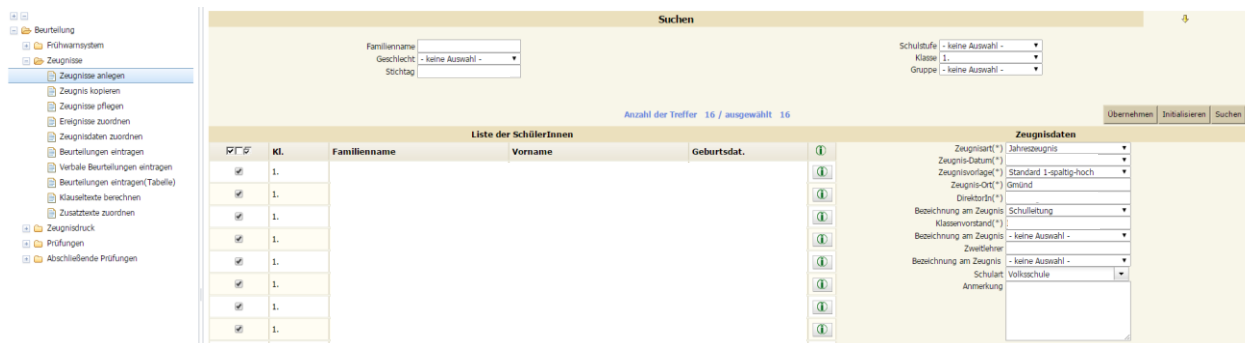 Beurteilung
Frühwarnsystem
Zeugnisse
Zeugnisse anlegen
Zeugnis kopieren
Zeugnisse pflegen
Ereignisse zuordnen
Zeugnisdaten zuordnen
Beurteilungen eintragen
Verbale Beurteilungen eintragen
Beurteilungen eintragen(Tabelle)
Klauseltexte berechnen
Zusatztexte zuordnen
Zeugnisdruck
Prüfungen
Abschließende Prüfungen
Suchen
Familienname
Geschlecht - keine Auswahl -
Stichtag
Schulstufe - keine Auswahl -
Klasse 1.
Gruppe - keine Auswahl -
Anzahl der Treffer 16 / ausgewählt 16
Übernehmen Initialisieren Suchen
Liste der SchülerInnen
Kl. Familienname Vorname Geburtsdat.
1.
1.
1.
1.
1.
1.
1.
1.
Zeugnisdaten
Zeugnisart(*) Jahreszeugnis
Zeugnis-Datum(*)
Zeugnisvorlage(*) Standard 1-spaltig-hoch
Zeugnis-Ort(*) Gmünd
DirektorIn(*)
Bezeichnung am Zeugnis Schulleitung
Klassenvorstand(*)
Bezeichnung am Zeugnis - keine Auswahl -
Zweitlehrer
Bezeichnung am Zeugnis - keine Auswahl -
Schulart Volksschule
Anmerkung